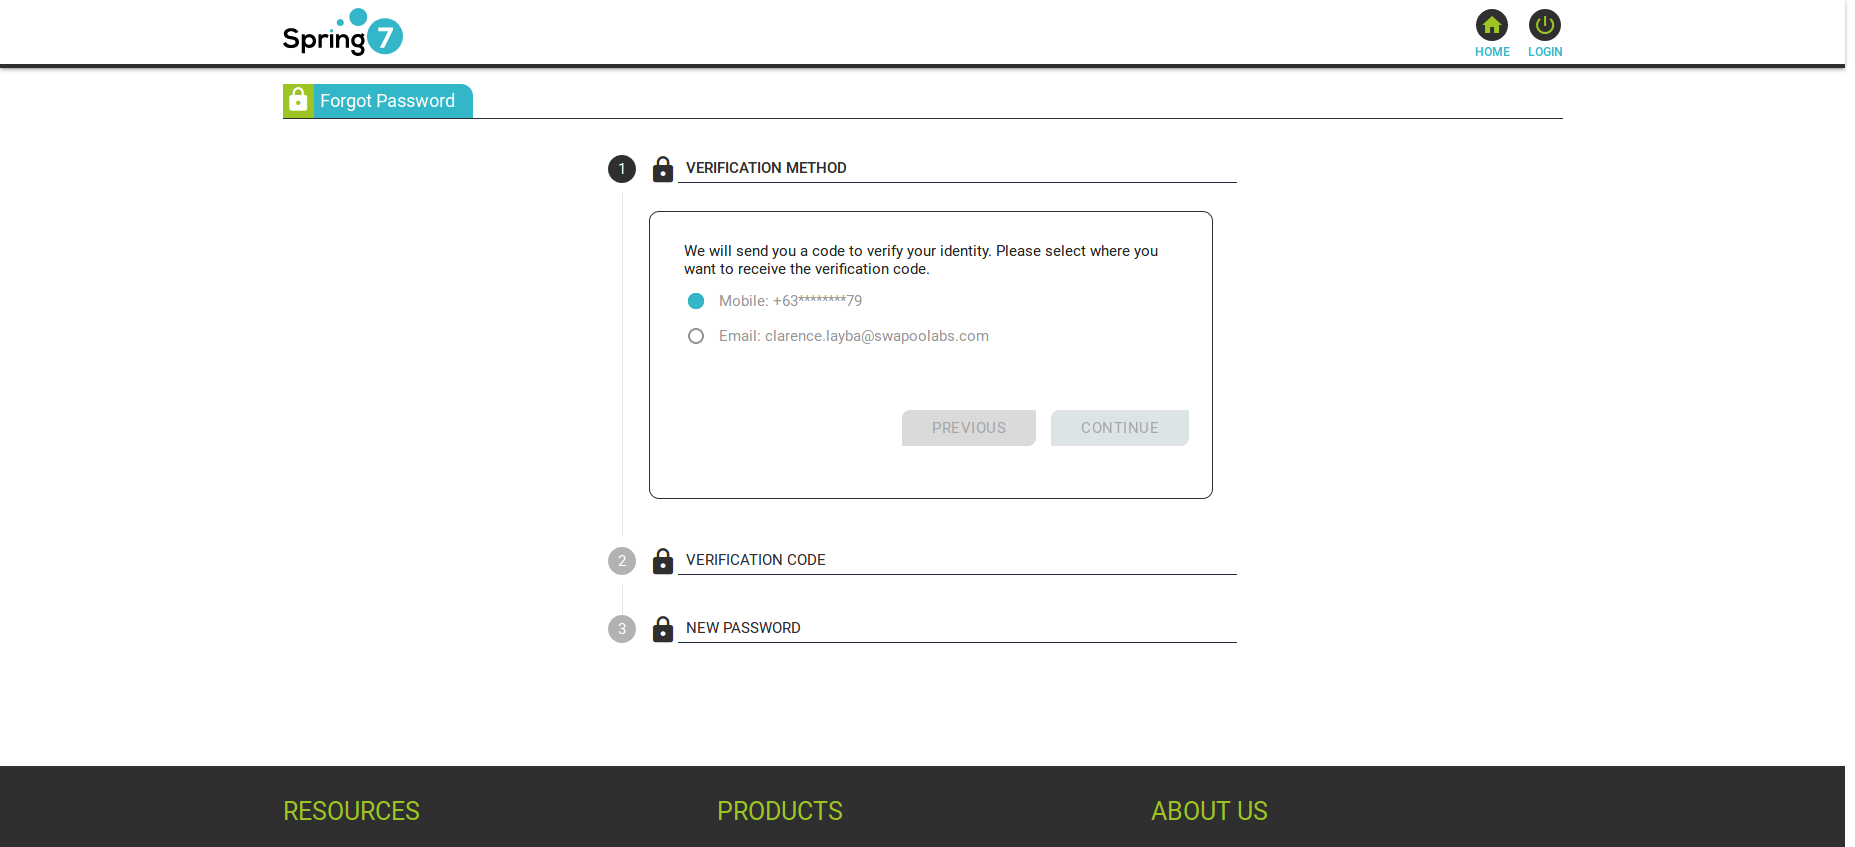 Spring7
HOME
LOGIN
Forgot Password
1
VERIFICATION METHOD
We will send you a code to verify your identity. Please select where you
want to receive the verification code.
Mobile: +63********79
Email: clarence.layba@swapoolabs.com
PREVIOUS
CONTINUE
2
VERIFICATION CODE
3
NEW PASSWORD
RESOURCES
PRODUCTS
ABOUT US